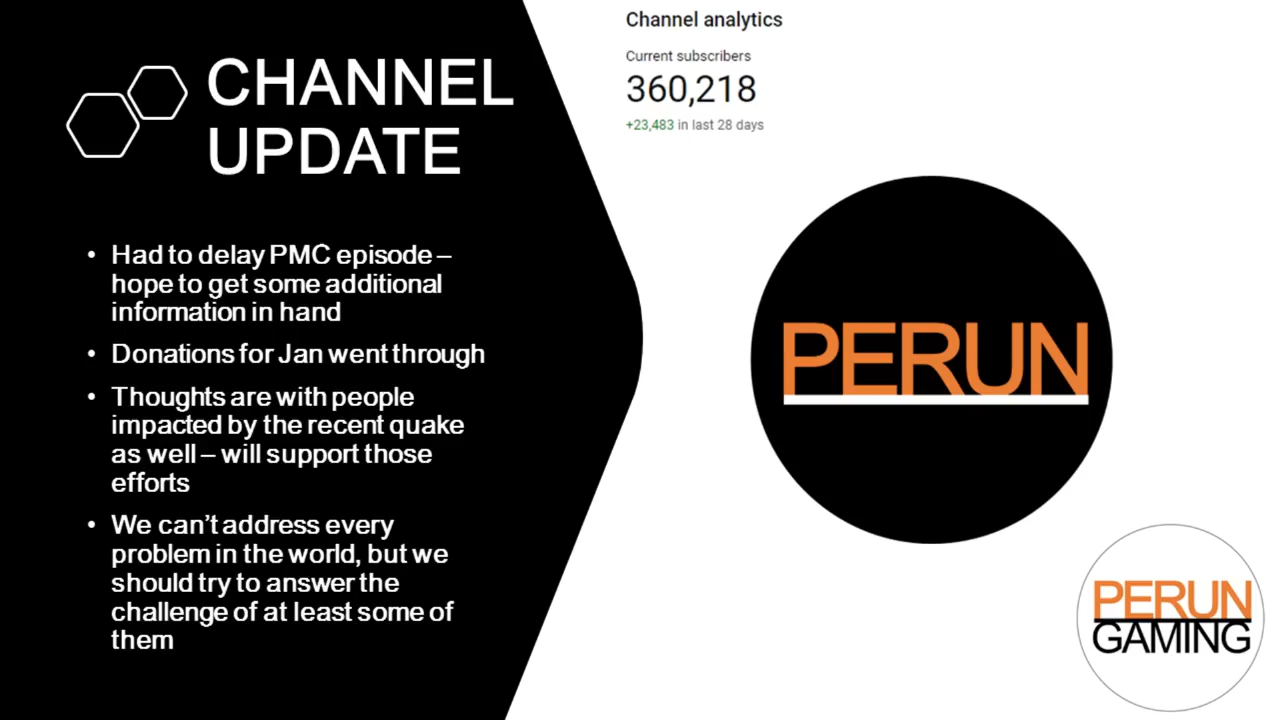 CHANNEL
UPDATE
• Had to delay PMC episode –
hope to get some additional
information in hand
• Donations for Jan went through
• Thoughts are with people
impacted by the recent quake
as well – will support those
efforts
• We can't address every
problem in the world, but we
should try to answer the
challenge of at least some of
them
Channel analytics
Current subscribers
360,218
+23,483 in last 28 days
PERUN
PERUN
GAMING